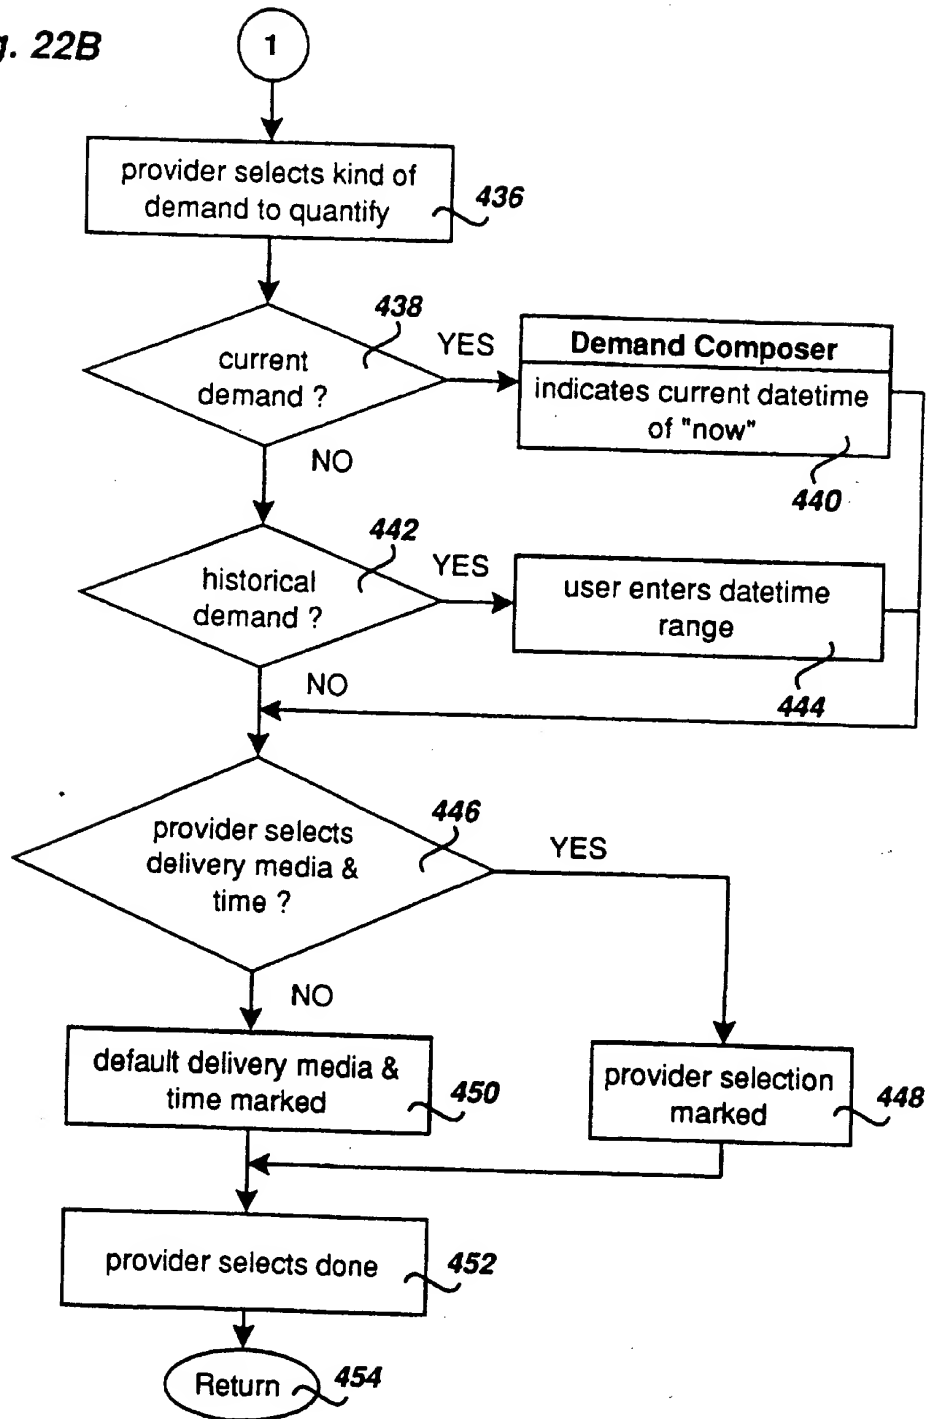 g. 22B
1
provider selects kind of
demand to quantify
436
438
current
demand ?
YES
Demand Composer
indicates current datetime
of "now"
440
NO
442
historical
demand ?
YES
user enters datetime
range
444
NO
446
provider selects
delivery media &
time ?
YES
NO
default delivery media &
time marked
450
provider selection
marked
448
provider selects done
452
Return
454